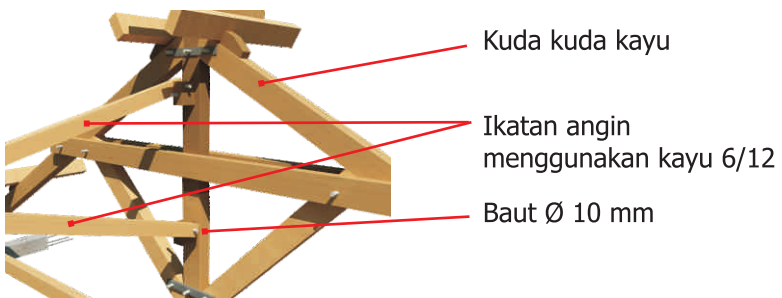 Kuda kuda kayu
Ikatan angin
menggunakan kayu 6/12
Baut Ø 10 mm